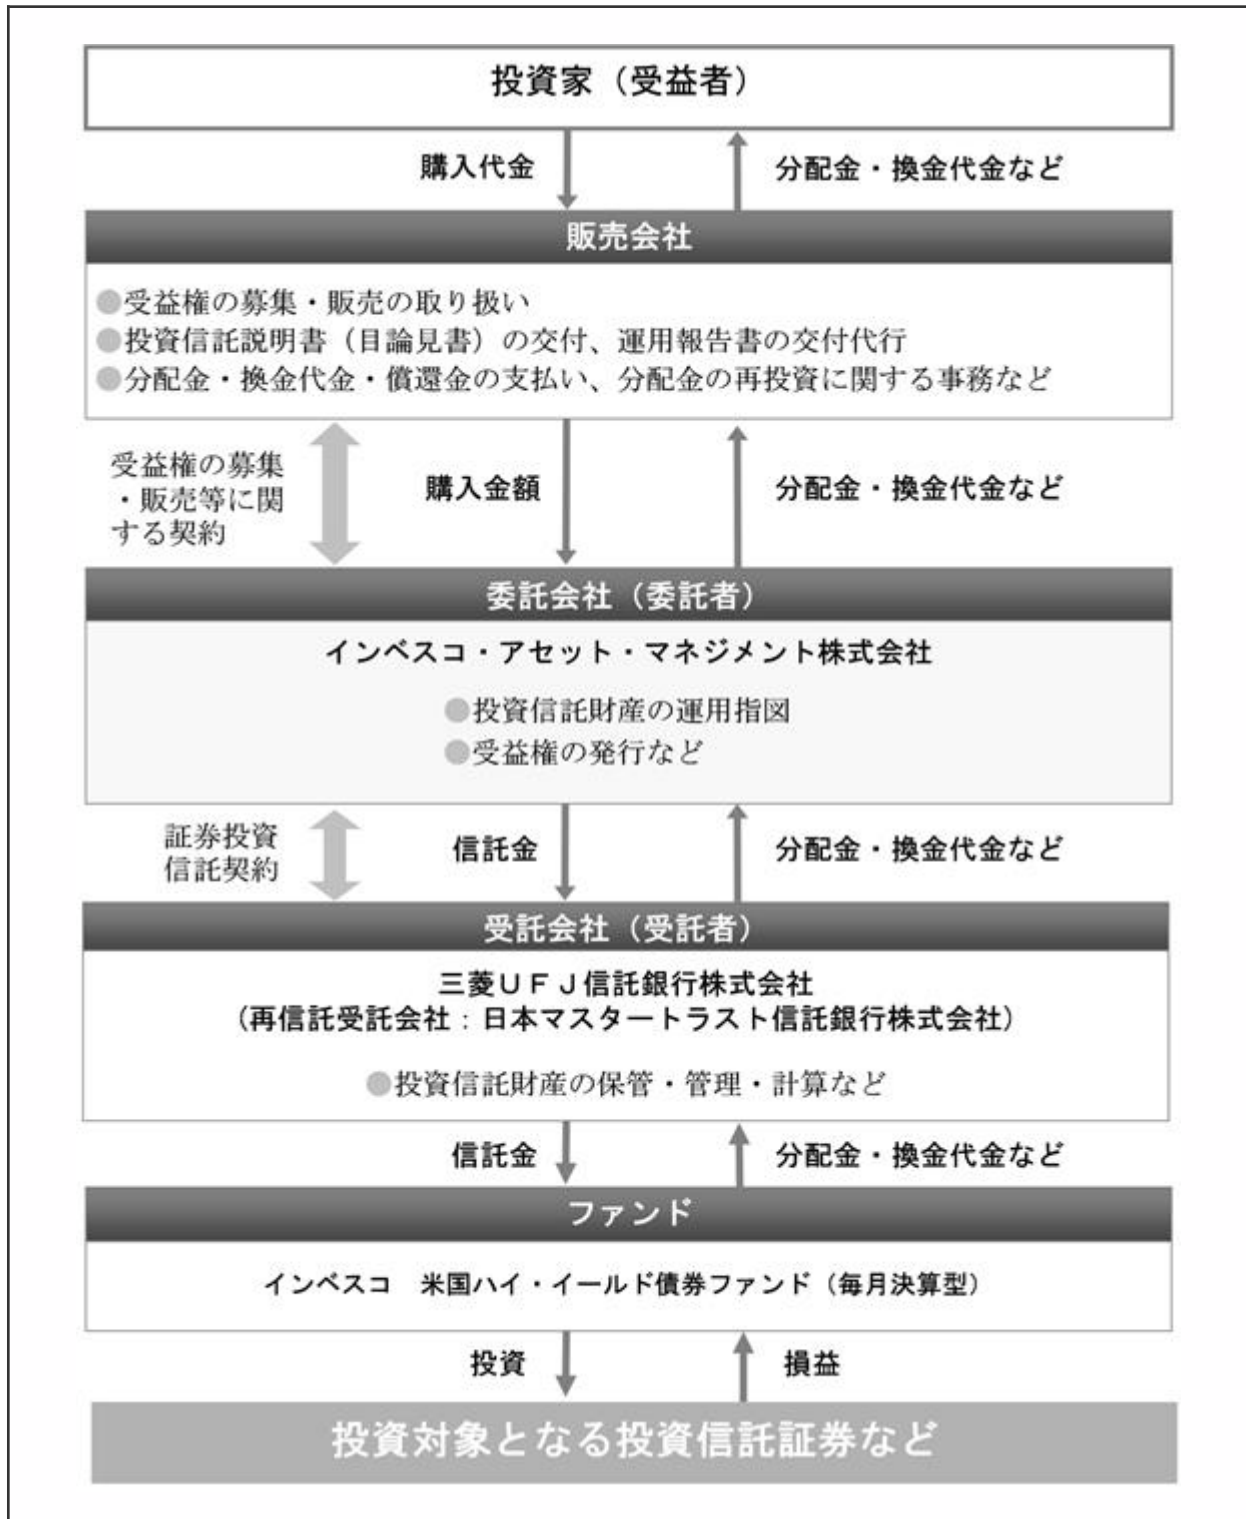 投資家（受益者）
購入代金
分配金・換金代金など
販売会社
●受益権の募集・販売の取り扱い
●投資信託説明書（目論見書）の交付、運用報告書の交付代行
●分配金・換金代金・償還金の支払い、分配金の再投資に関する事務など
受益権の募集
・販売等に関
する契約
購入金額
分配金・換金代金など
委託会社（委託者）
インベスコ・アセット・マネジメント株式会社
●投資信託財産の運用指図
●受益権の発行など
証券投資
信託契約
信託金
分配金・換金代金など
受託会社（受託者）
三菱ＵＦＪ信託銀行株式会社
（再信託受託会社：日本マスタートラスト信託銀行株式会社）
●投資信託財産の保管・管理・計算など
信託金
分配金・換金代金など
ファンド
インベスコ　米国ハイ・イールド債券ファンド（毎月決算型）
投資
損益
投資対象となる投資信託証券など